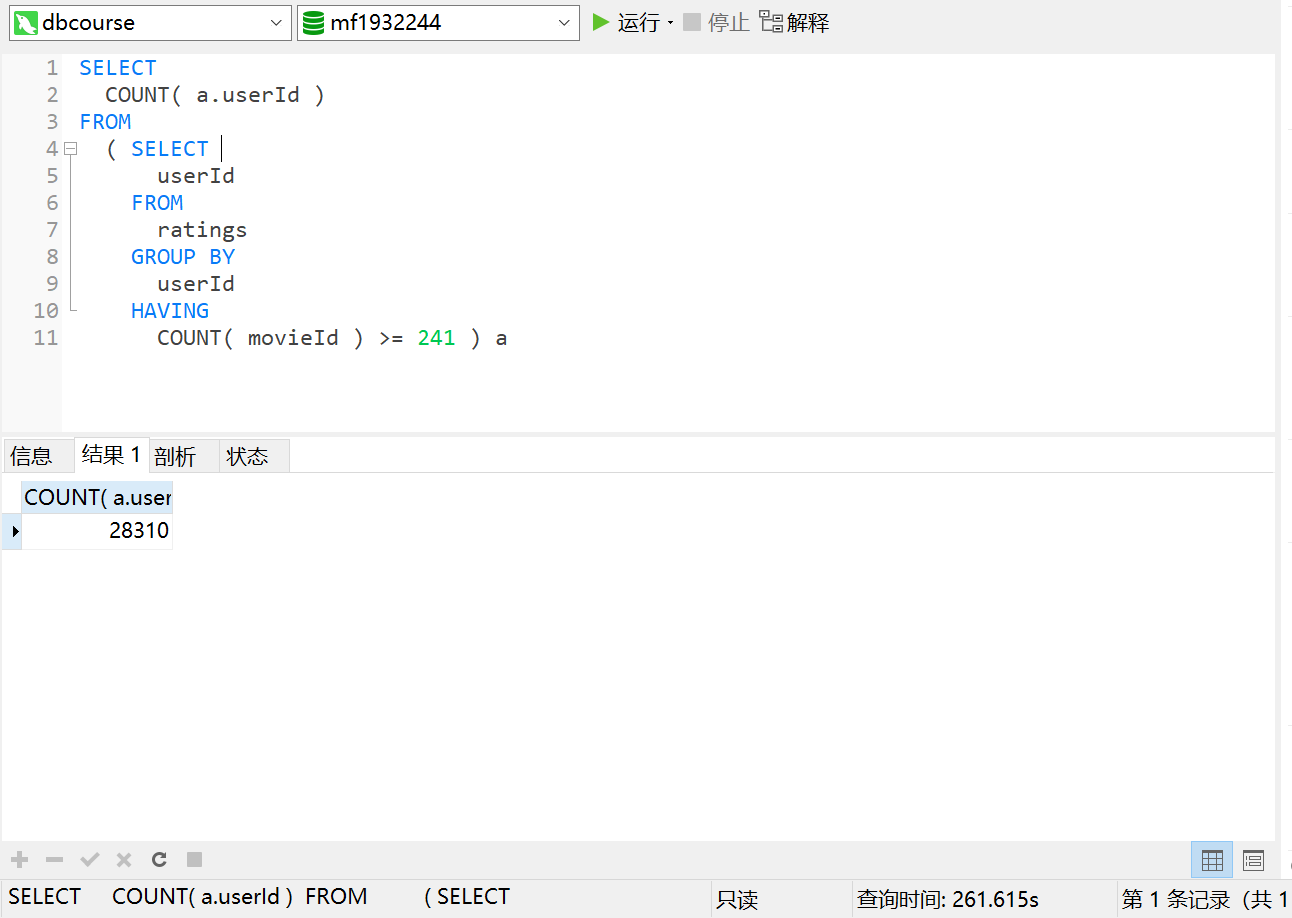 dbcourse mf1932244 运行 停止 解释
1 SELECT
2 COUNT( a.userId )
3 FROM
4 ( SELECT
5 userId
6 FROM
7 ratings
8 GROUP BY
9 userId
10 HAVING
11 COUNT( movieId ) >= 241 ) a
信息 结果 1 剖析 状态
COUNT( a.user
28310
SELECT COUNT( a.userId ) FROM ( SELECT 只读 查询时间: 261.615s 第 1 条记录 (共 1